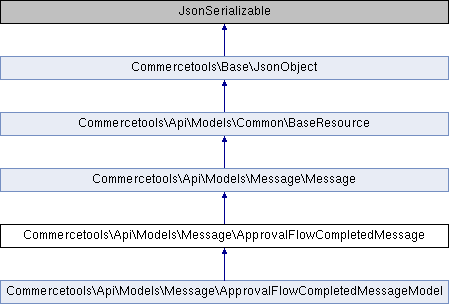 JsonSerializable
Commercetools\Base\JsonObject
Commercetools\Api\Models\Common\BaseResource
Commercetools\Api\Models\Message\Message
Commercetools\Api\Models\Message\ApprovalFlowCompletedMessage
Commercetools\Api\Models\Message\ApprovalFlowCompletedMessageModel